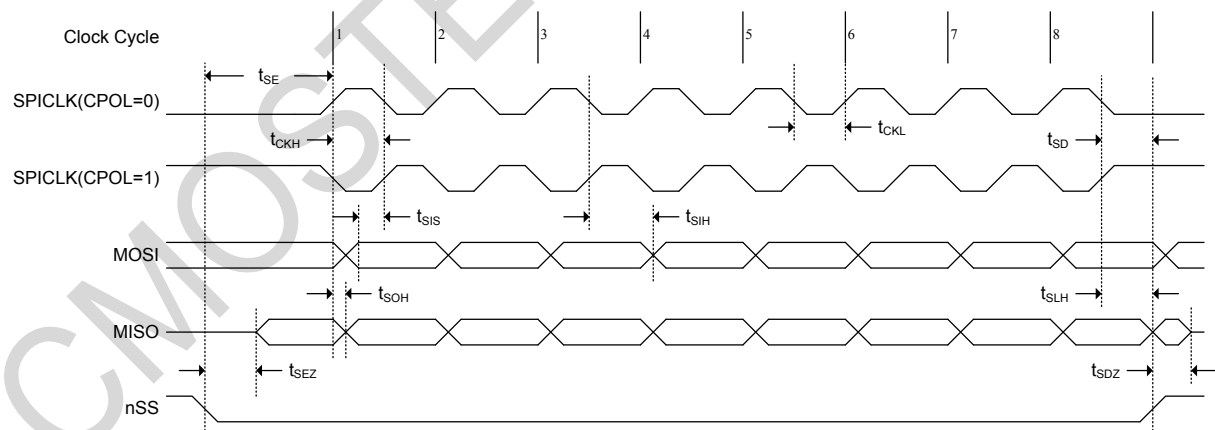 Clock Cycle
1 2 3 4 5 6 7 8
tSE
SPICLK(CPOL=0)
tCKH
tCKL
tSD
SPICLK(CPOL=1)
tSIS
tSIH
MOSI
tSOH
tSLH
MISO
tSEZ
tSDZ
nSS
CMOSTE